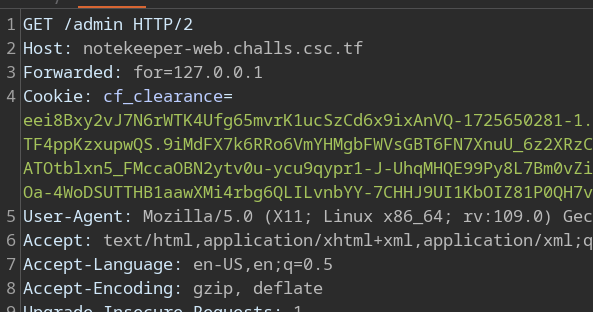 1 GET /admin HTTP/2
2 Host: notekeeper-web.challs.csc.tf
3 Forwarded: for=127.0.0.1
4 Cookie: cf_clearance=
eei8Bxy2vJ7N6rWTK4Ufg65mvrK1ucSzCd6x9ixAnVQ-1725650281-1.
TF4ppKzxupwQS.9iMdFX7k6RRo6VmYHMgbFWVsGBT6FN7XnuU_6z2XRzC
ATOtblxn5_FMccaOBN2ytv0u-ycu9qypr1-J-UhqMHQE99Py8L7Bm0vZi
Oa-4WoDSUTTHB1aawXMi4rbg6QLILvnbYY-7CHHJ9UI1KbOIZ81P0QH7v
5 User-Agent: Mozilla/5.0 (X11; Linux x86_64; rv:109.0) Gec
6 Accept: text/html,application/xhtml+xml,application/xml;q
7 Accept-Language: en-US,en;q=0.5
8 Accept-Encoding: gzip, deflate
9 Upgrade-Insecure-Requests: 1